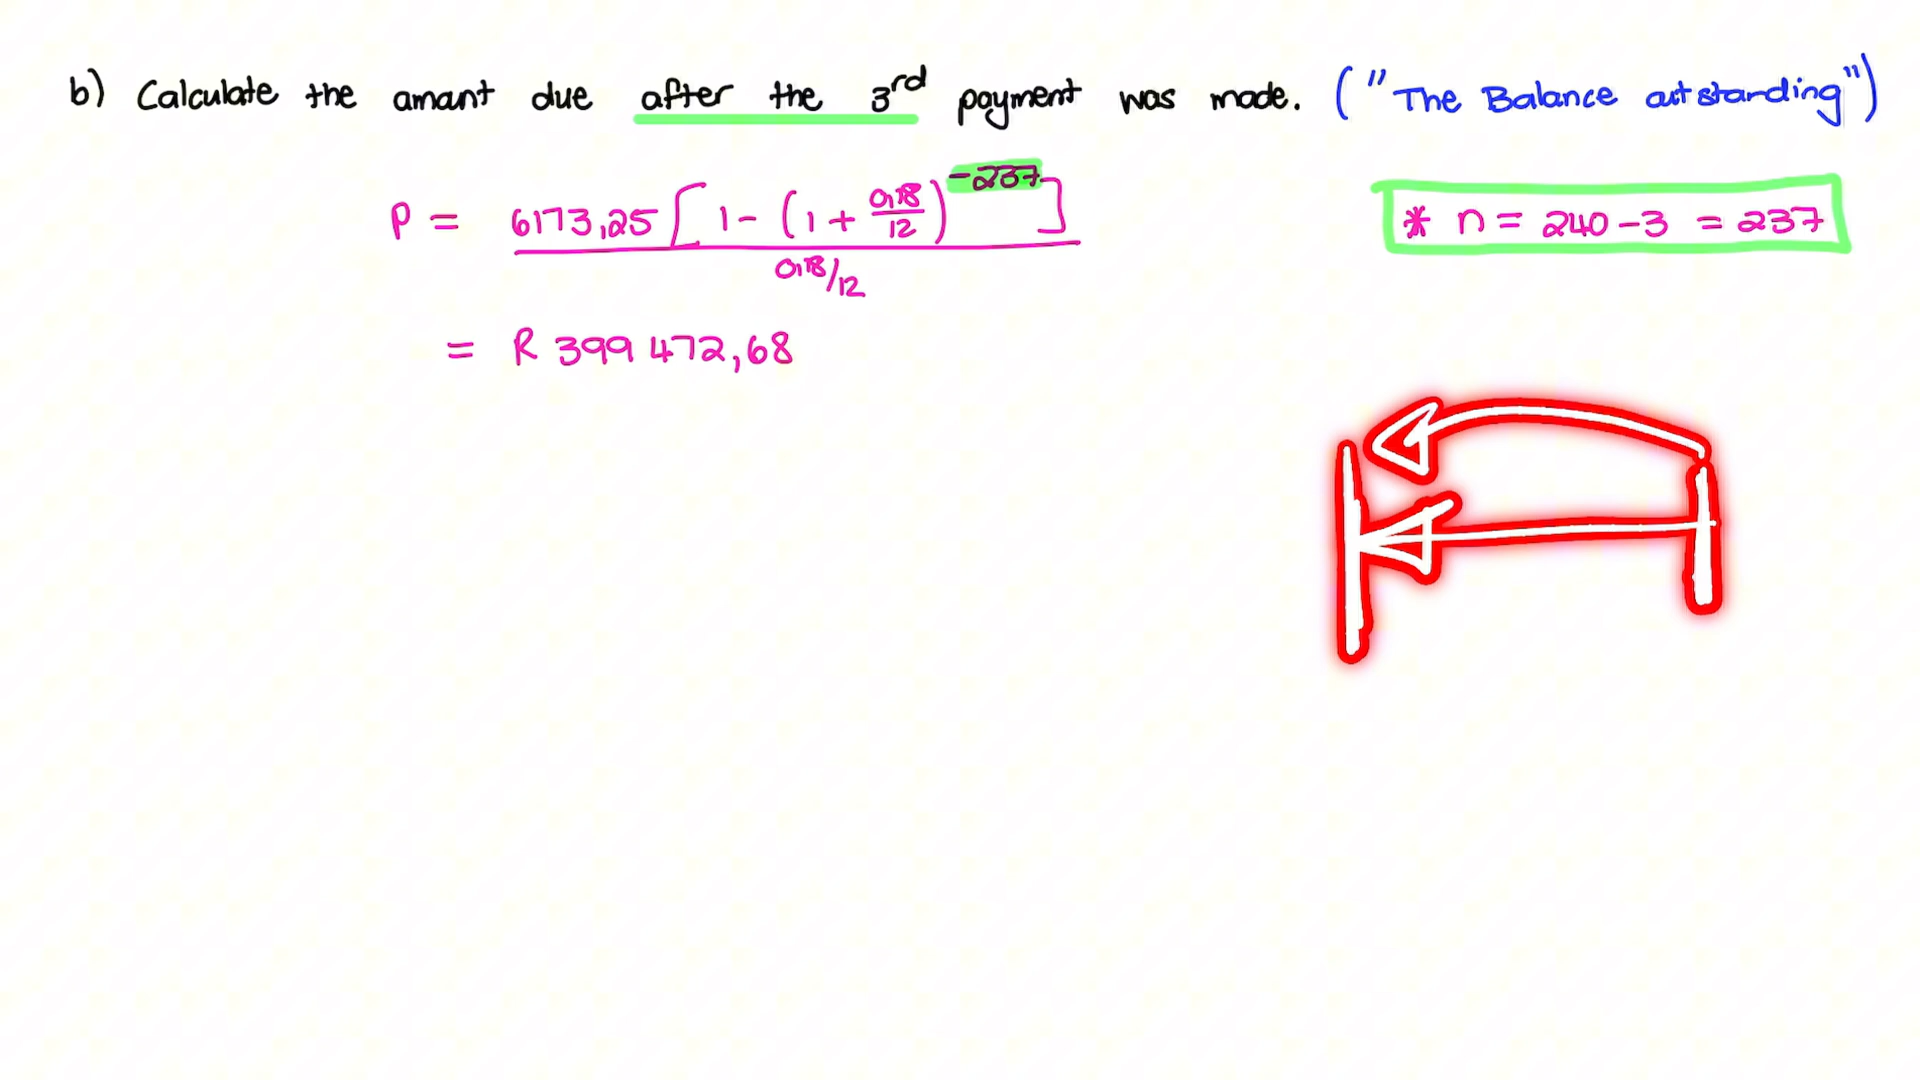 b) Calculate the amant due after the 3rd payment was made. ("The Balance outstanding")
P = 6173,25 [1 - (1 + 0,18/12)^-237] / 0,18/12
* n = 240 - 3 = 237
= R 399 472,68